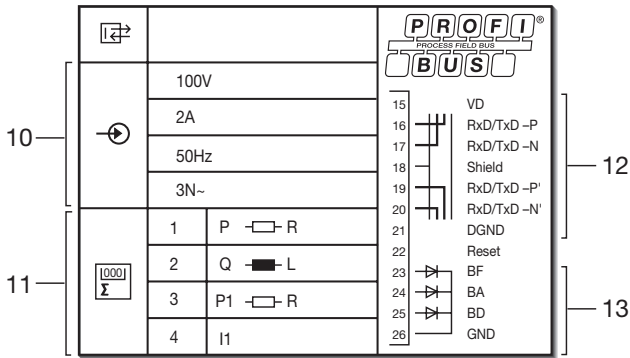 PROFI®
PROCESS FIELD BUS
BUS
10
100V
2A
50Hz
3N~
11
000
Σ
1 P R
2 Q L
3 P1 R
4 I1
15 VD
16 RxD/TxD –P
17 RxD/TxD –N
18 Shield
19 RxD/TxD –P'
20 RxD/TxD –N'
21 DGND
22 Reset
23 BF
24 BA
25 BD
26 GND
12
13